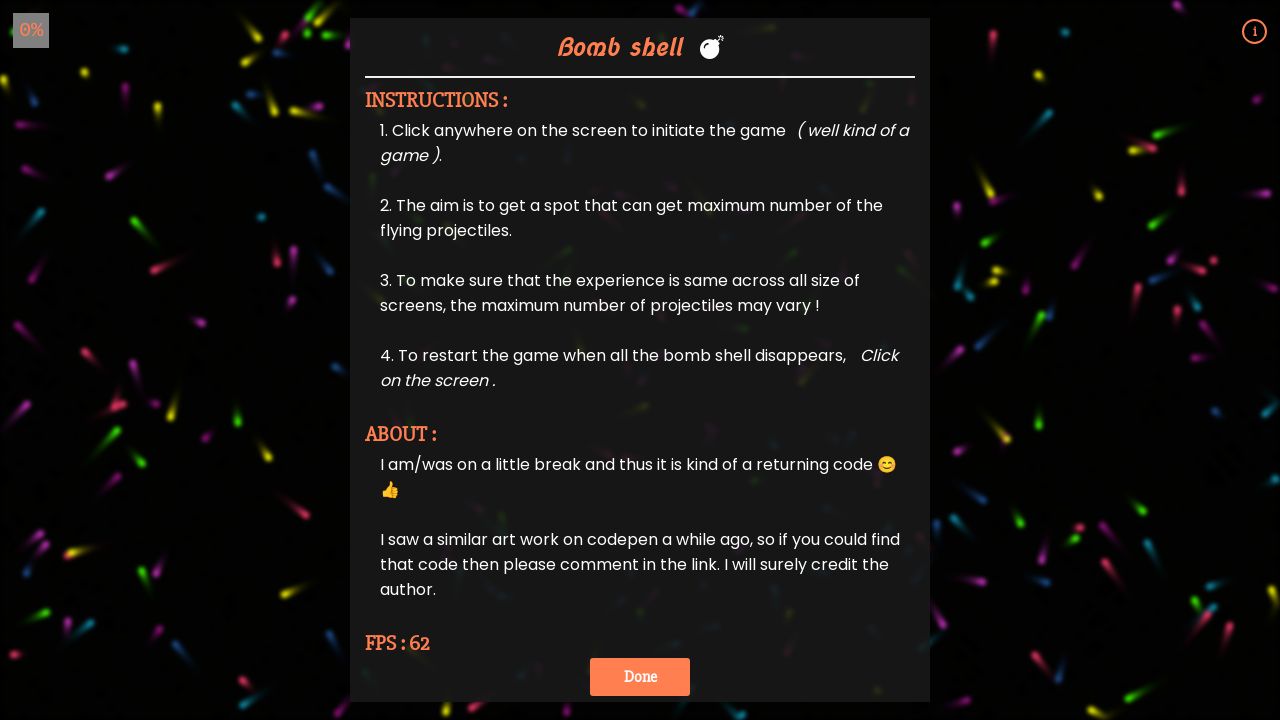 0%
i
Bomb shell 💣
INSTRUCTIONS :
1. Click anywhere on the screen to initiate the game ( well kind of a
game ).
2. The aim is to get a spot that can get maximum number of the
flying projectiles.
3. To make sure that the experience is same across all size of
screens, the maximum number of projectiles may vary !
4. To restart the game when all the bomb shell disappears, Click
on the screen .
ABOUT :
I am/was on a little break and thus it is kind of a returning code 😊
👍
I saw a similar art work on codepen a while ago, so if you could find
that code then please comment in the link. I will surely credit the
author.
FPS : 62
Done